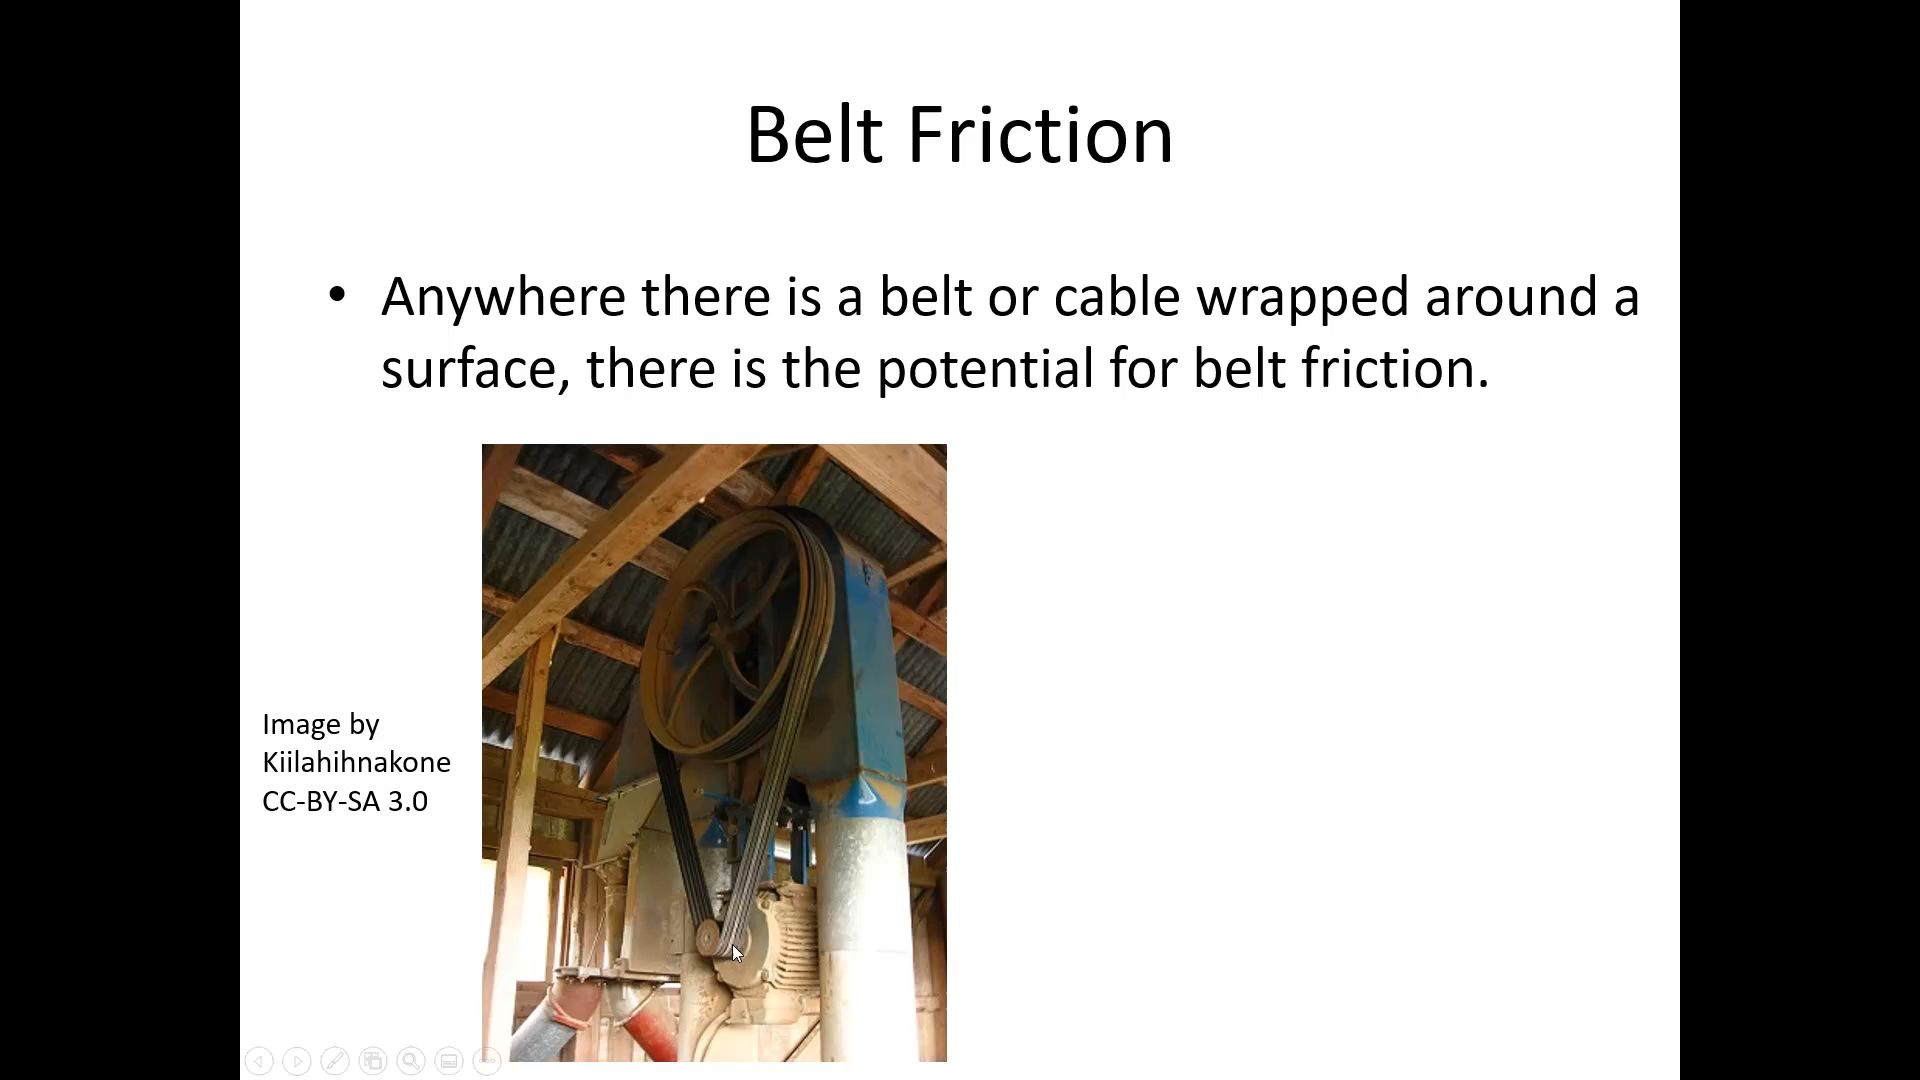 Belt Friction
• Anywhere there is a belt or cable wrapped around a
surface, there is the potential for belt friction.
Image by
Kiilahihnakone
CC-BY-SA 3.0